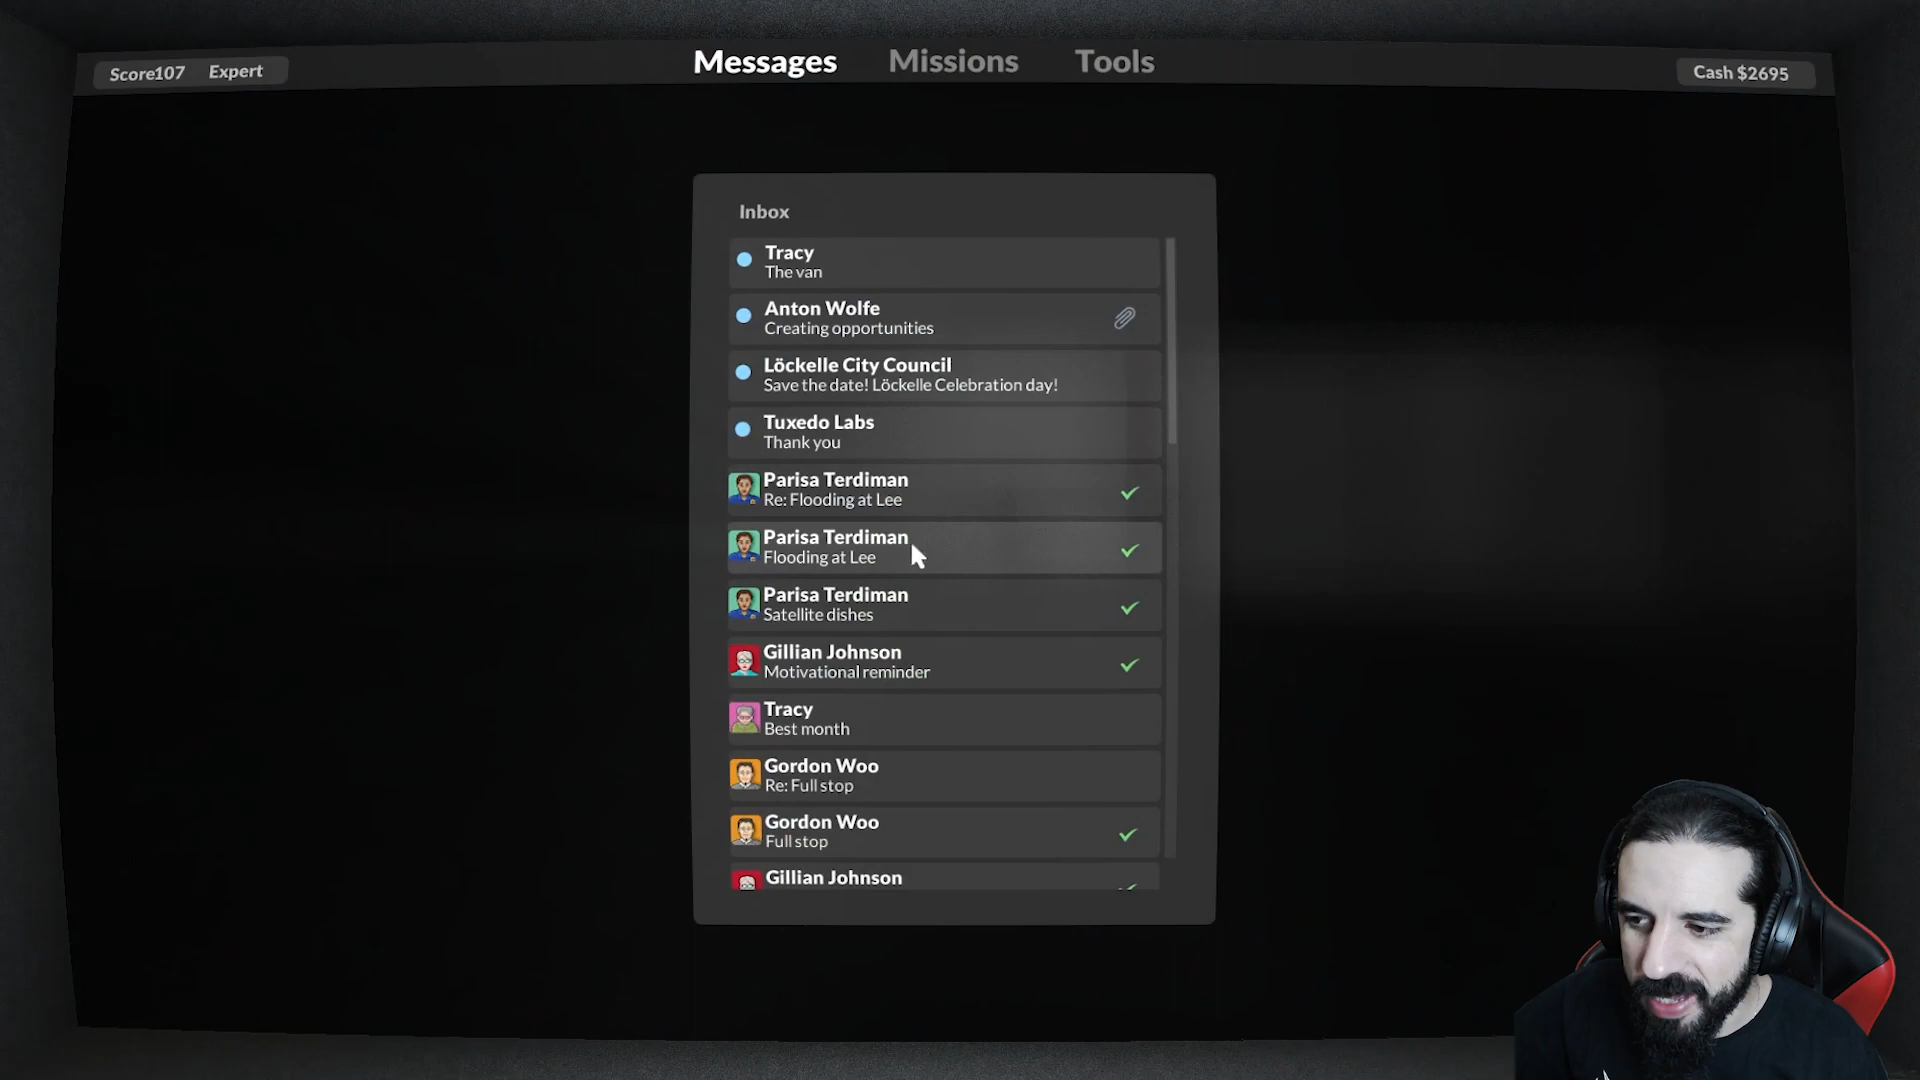 Score107 Expert
Messages Missions Tools
Cash $2695
Inbox
Tracy
The van
Anton Wolfe
Creating opportunities
Löckelle City Council
Save the date! Löckelle Celebration day!
Tuxedo Labs
Thank you
Parisa Terdiman
Re: Flooding at Lee
Parisa Terdiman
Flooding at Lee
Parisa Terdiman
Satellite dishes
Gillian Johnson
Motivational reminder
Tracy
Best month
Gordon Woo
Re: Full stop
Gordon Woo
Full stop
Gillian Johnson